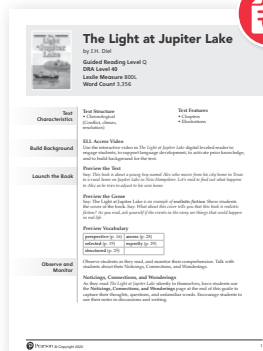 The Light at Jupiter Lake
by J.H. Diel
Guided Reading Level Q
DRA Level 40
Lexile Measure 800L
Word Count 3,356
The Light
at Jupiter
Lake
Text
Characteristics
Text Structure
• Chronological
(Conflict, climax,
resolution)
Text Features
• Chapters
• Illustrations
Build Background
ELL Access Video
Use the interactive video in The Light at Jupiter Lake digital leveled reader to
engage students, to support language development, to activate prior knowledge,
and to build background for the text.
Launch the Book
Preview the Text
Say: This book is about a young boy named Alex who moves from his city home in Texas
to a rural home on Jupiter Lake in New Hampshire. Let's read to find out what happens
to Alex as he tries to adjust to his new home.
Preview the Genre
Say: The Light at Jupiter Lake is an example of realistic fiction. Show students
the cover of the book. Say: What about this cover tells you that this book is realistic
fiction? As you read, ask yourself if the events in the story are things that could happen
in real life.
Preview Vocabulary
perspective (p. 16) access (p. 28)
selected (p. 19) expertly (p. 29)
structured (p. 25)
Observe and
Monitor
Observe students as they read, and monitor their comprehension. Talk with
students about their Noticings, Connections, and Wonderings.
Noticings, Connections, and Wonderings
As they read The Light at Jupiter Lake silently to themselves, have students use
the Noticings, Connections, and Wonderings page at the end of this guide to
capture their thoughts, questions, and unfamiliar words. Encourage students to
use their notes in discussions or writing.
Pearson © Copyright 2020
1